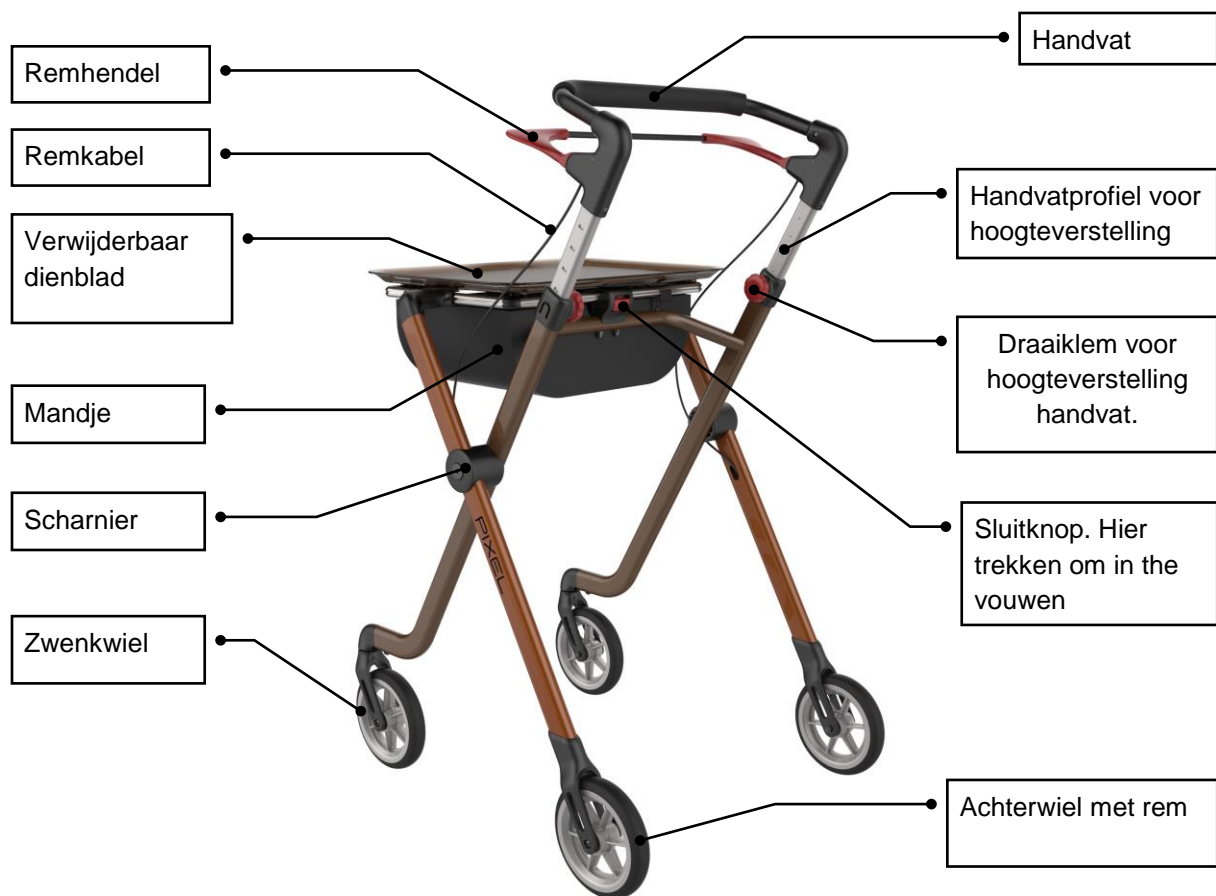 Remhendel
Remkabel
Verwijderbaar
dienblad
Mandje
Scharnier
Zwenkwiel
Handvat
Handvatprofiel voor
hoogteverstelling
Draaiklem voor
hoogteverstelling
handvat.
Sluitknop. Hier
trekken om in the
vouwen
Achterwiel met rem
PIXEL